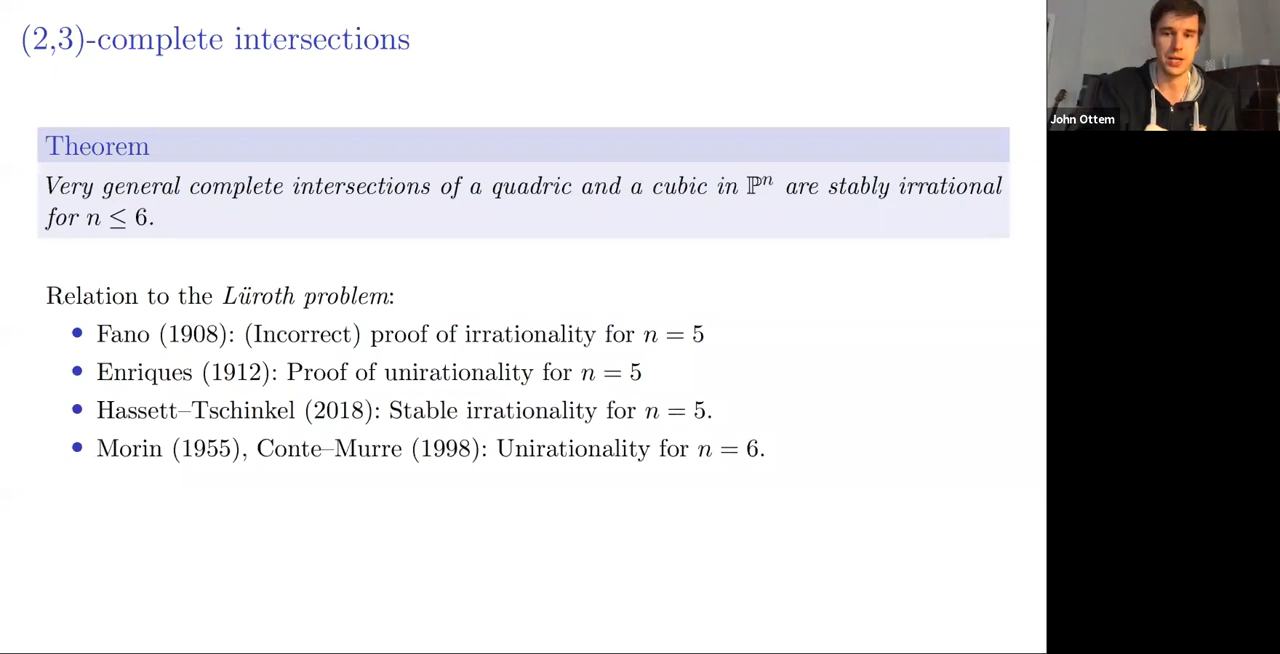 (2,3)-complete intersections
Theorem
Very general complete intersections of a quadric and a cubic in ℙⁿ are stably irrational
for n ≤ 6.
Relation to the Lüroth problem:
• Fano (1908): (Incorrect) proof of irrationality for n = 5
• Enriques (1912): Proof of unirationality for n = 5
• Hassett–Tschinkel (2018): Stable irrationality for n = 5.
• Morin (1955), Conte–Murre (1998): Unirationality for n = 6.
John Ottem